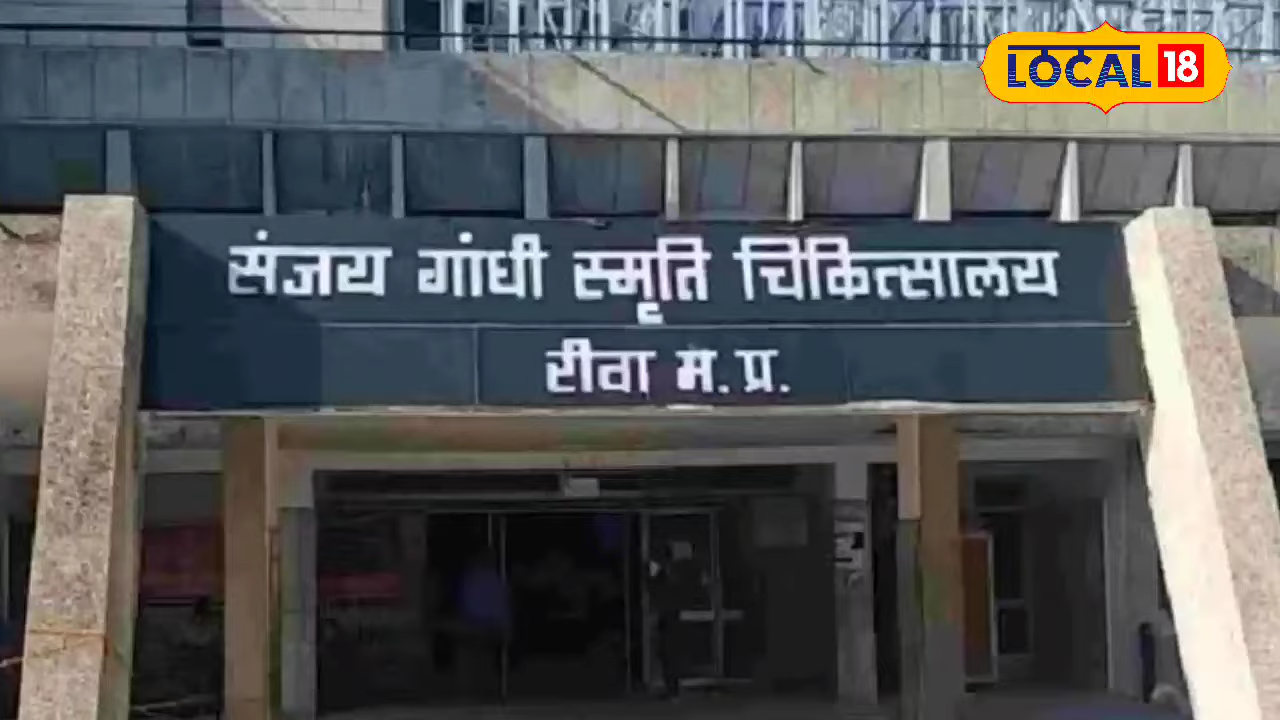 LOCAL 18
संजय गांधी स्मृति चिकित्सालय
रीवा म. प्र.